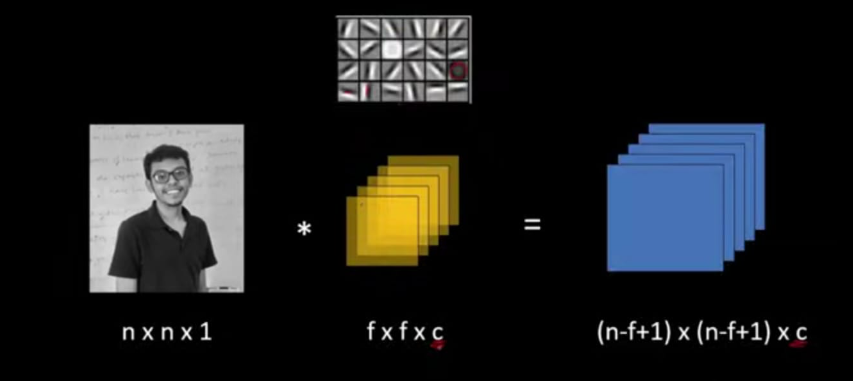 *
=
n x n x 1
f x f x c
(n-f+1) x (n-f+1) x c